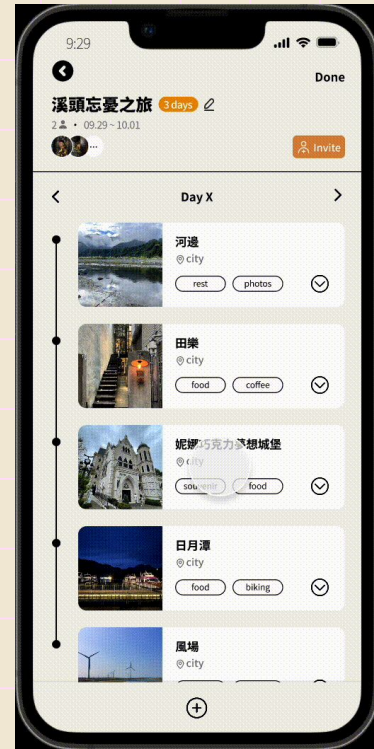 9:29
Done
溪頭忘憂之旅 3 days
2 • 09.29 ~ 10.01
...
Invite
Day X
河邊
city
rest photos
田樂
city
food coffee
妮娜巧克力夢想城堡
city
souvenir food
日月潭
city
food biking
風場
city